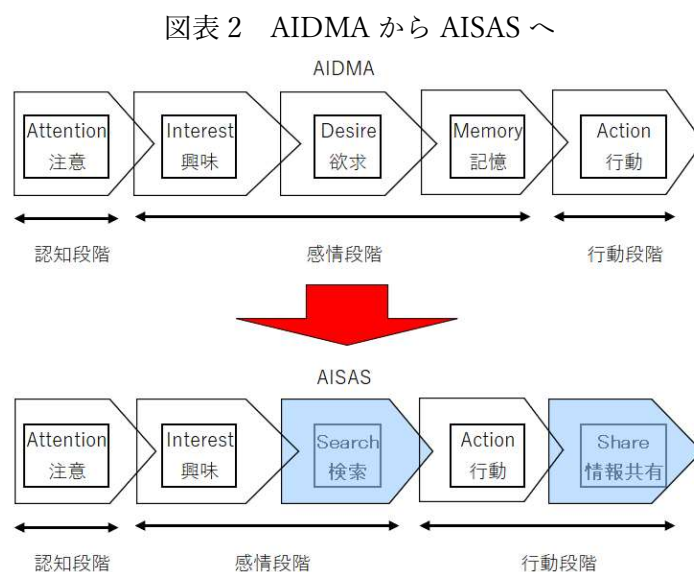 図表 2 AIDMA から AISAS へ
AIDMA
Attention
注意
Interest
興味
Desire
欲求
Memory
記憶
Action
行動
認知段階
感情段階
行動段階
AISAS
Attention
注意
Interest
興味
Search
検索
Action
行動
Share
情報共有
認知段階
感情段階
行動段階